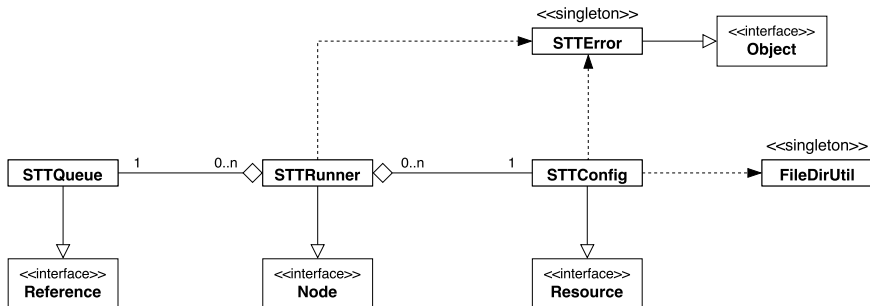 <<singleton>>
STTError
<<interface>>
Object
<<singleton>>
STTQueue
1
0..n
STTRunner
0..n
1
STTConfig
FileDirUtil
<<interface>>
Reference
<<interface>>
Node
<<interface>>
Resource